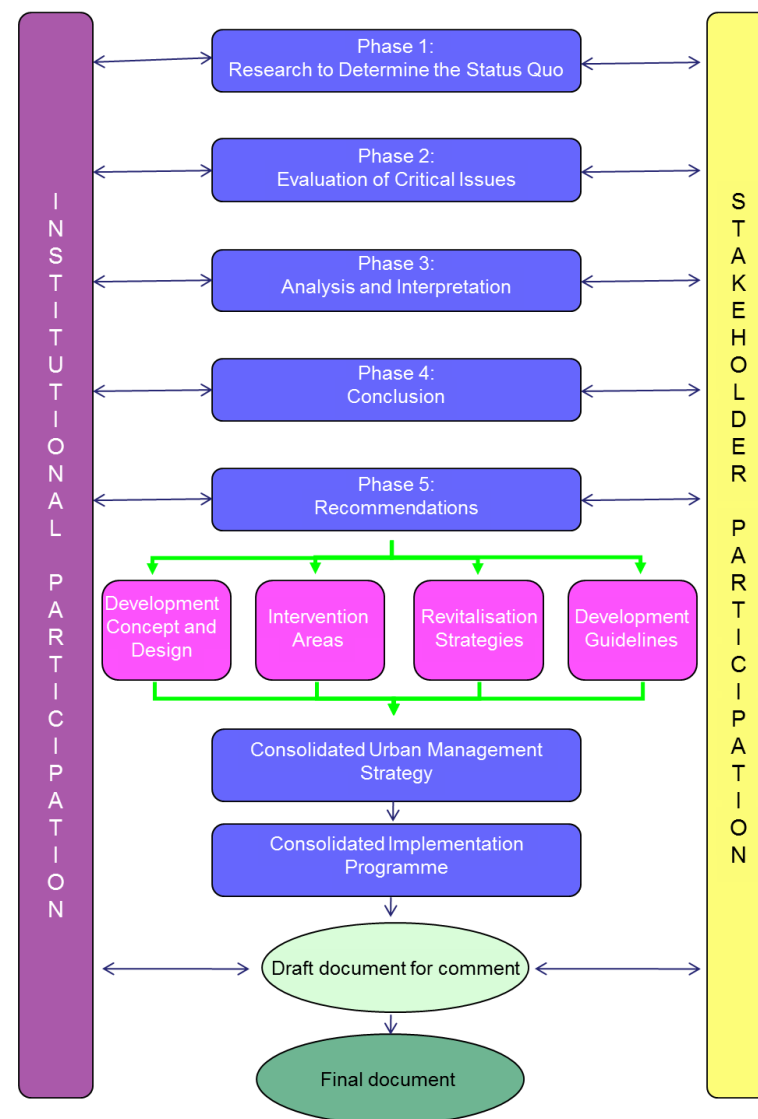 Phase 1:
Research to Determine the Status Quo
Phase 2:
Evaluation of Critical Issues
Phase 3:
Analysis and Interpretation
Phase 4:
Conclusion
Phase 5:
Recommendations
Development
Concept and
Design
Intervention
Areas
Revitalisation
Strategies
Development
Guidelines
Consolidated Urban Management
Strategy
Consolidated Implementation
Programme
Draft document for comment
Final document
INSTITUTIONAL PARTICIPATION
STAKEHOLDER PARTICIPATION